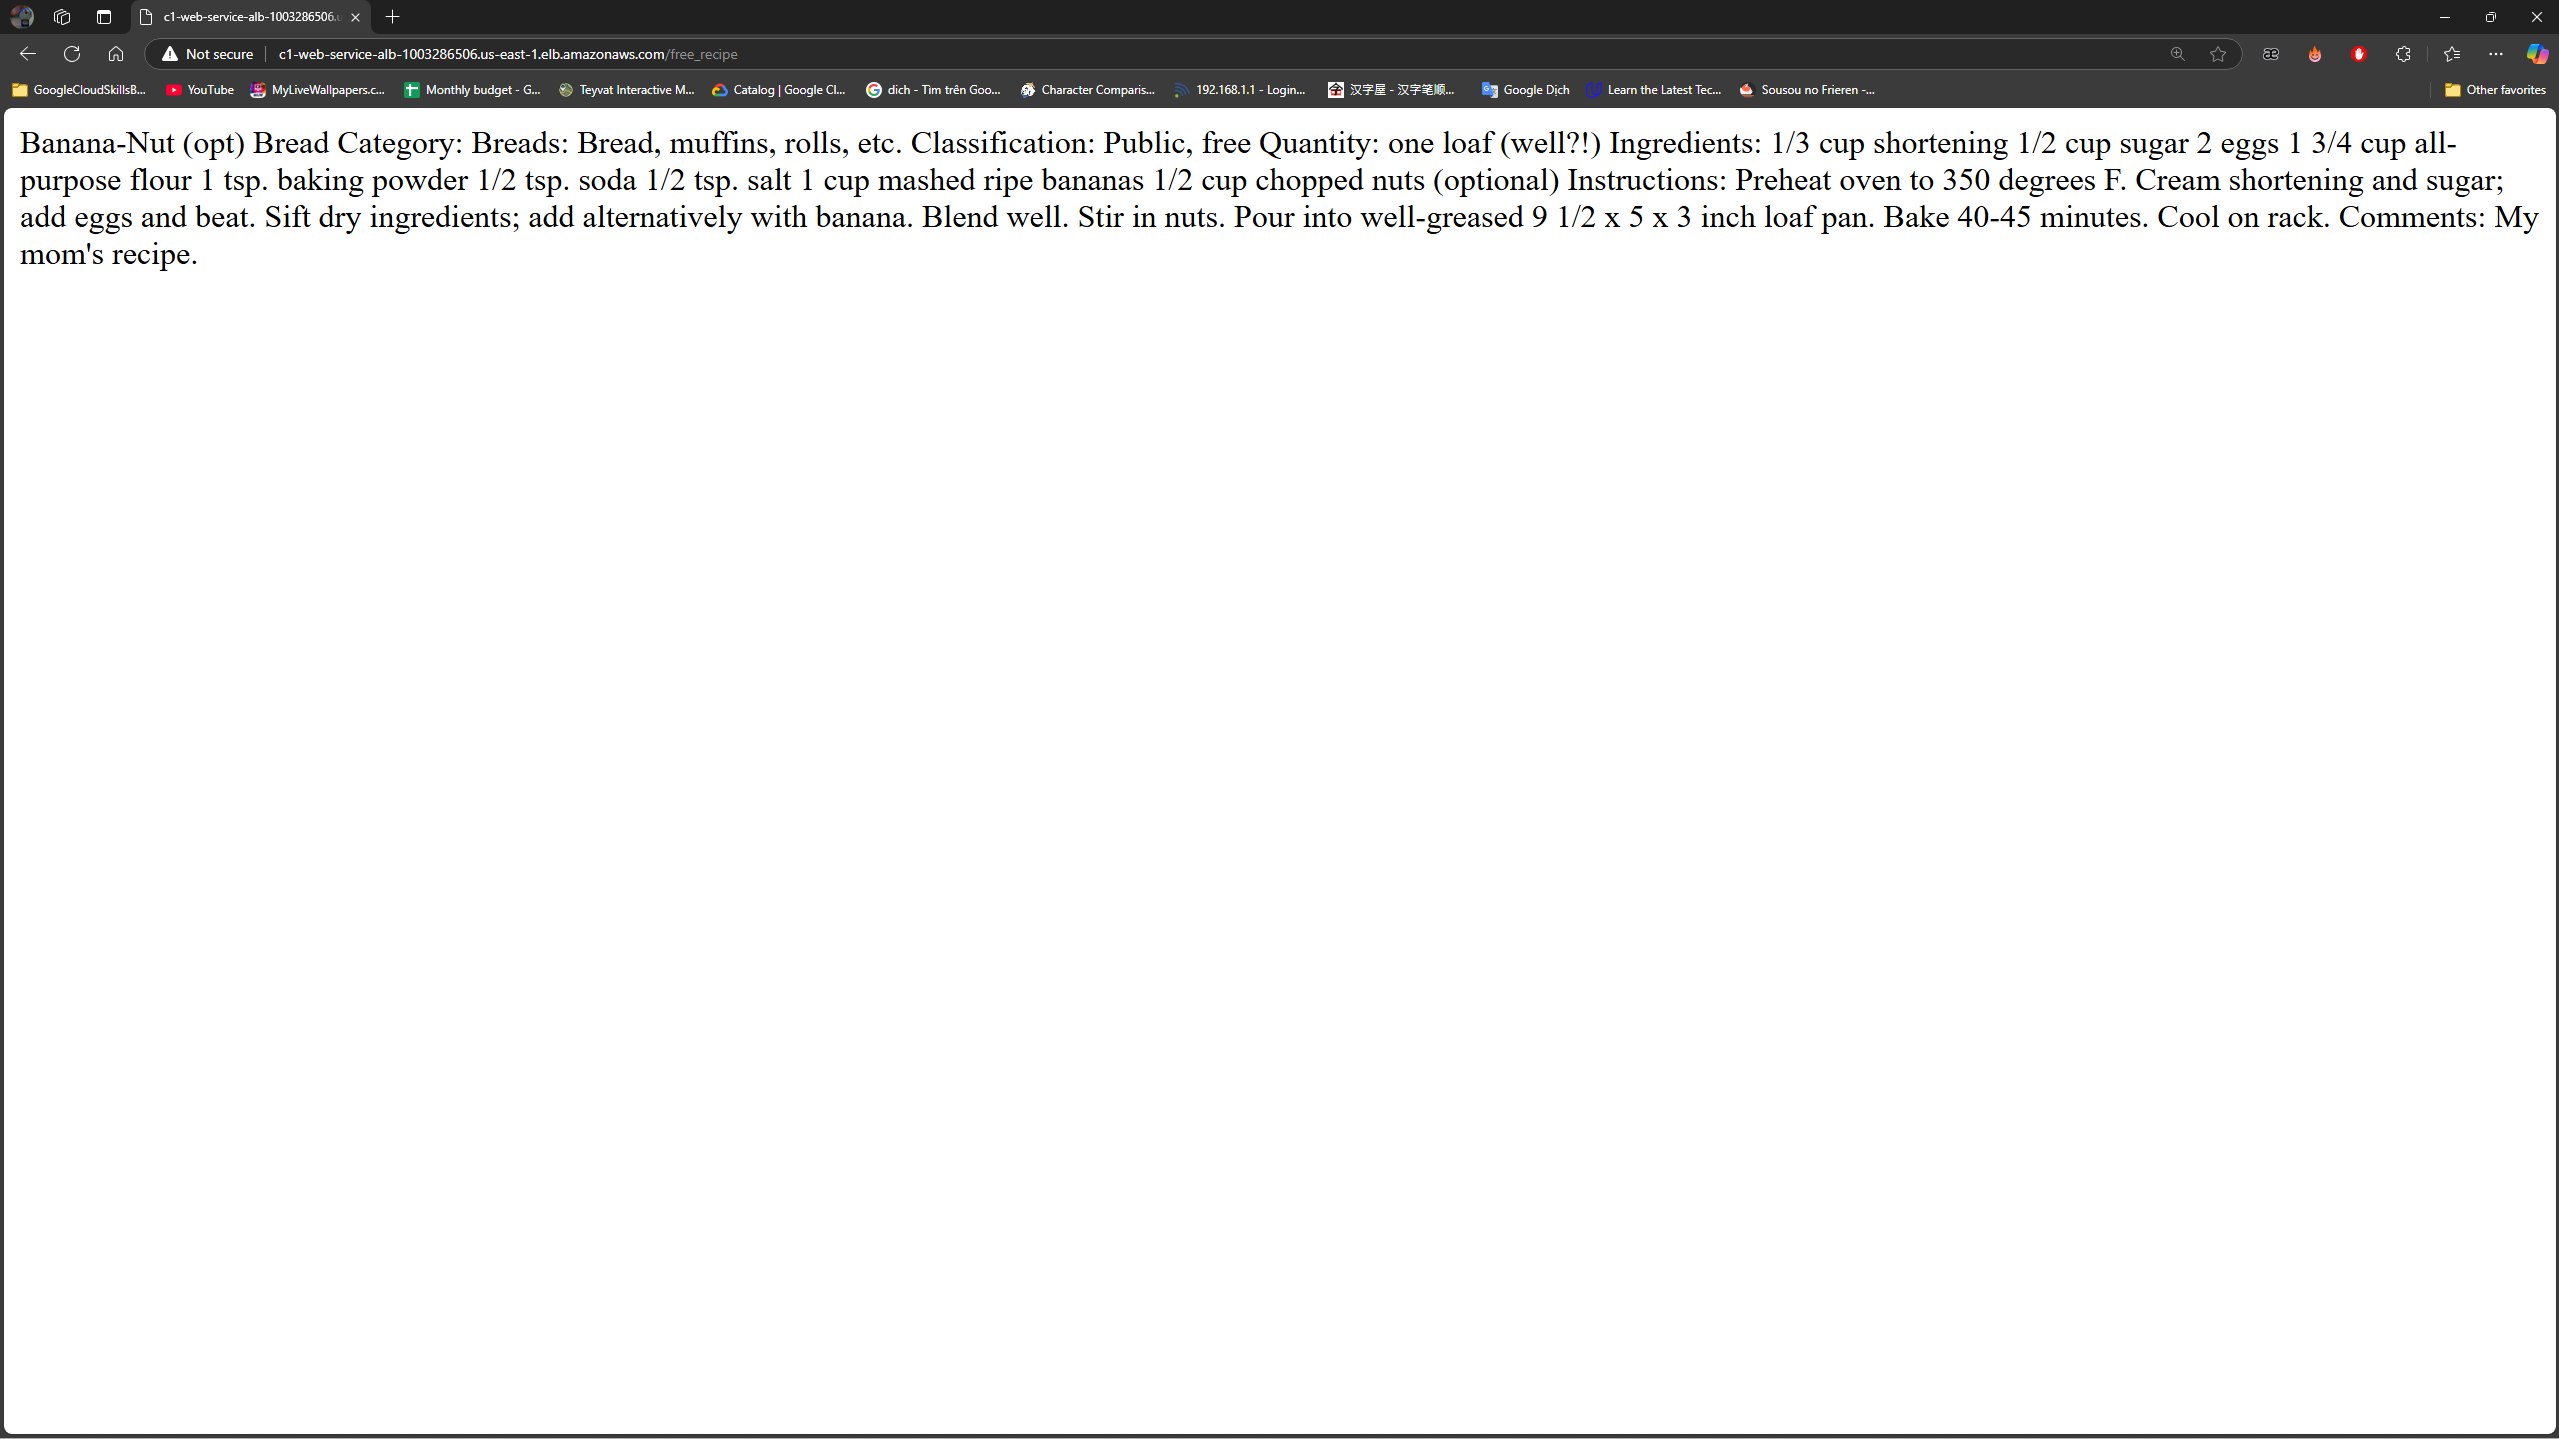 c1-web-service-alb-1003286506.u
Not secure
c1-web-service-alb-1003286506.us-east-1.elb.amazonaws.com/free_recipe
GoogleCloudSkillsB... YouTube MyLiveWallpapers.c... Monthly budget - G... Teyvat Interactive M... Catalog | Google Cl... dich - Tìm trên Goo... Character Comparis... 192.168.1.1 - Login... 汉字屋 - 汉字笔顺... Google Dịch Learn the Latest Tec... Sousou no Frieren -... Other favorites
Banana-Nut (opt) Bread Category: Breads: Bread, muffins, rolls, etc. Classification: Public, free Quantity: one loaf (well?!) Ingredients: 1/3 cup shortening 1/2 cup sugar 2 eggs 1 3/4 cup all-
purpose flour 1 tsp. baking powder 1/2 tsp. soda 1/2 tsp. salt 1 cup mashed ripe bananas 1/2 cup chopped nuts (optional) Instructions: Preheat oven to 350 degrees F. Cream shortening and sugar;
add eggs and beat. Sift dry ingredients; add alternatively with banana. Blend well. Stir in nuts. Pour into well-greased 9 1/2 x 5 x 3 inch loaf pan. Bake 40-45 minutes. Cool on rack. Comments: My
mom's recipe.